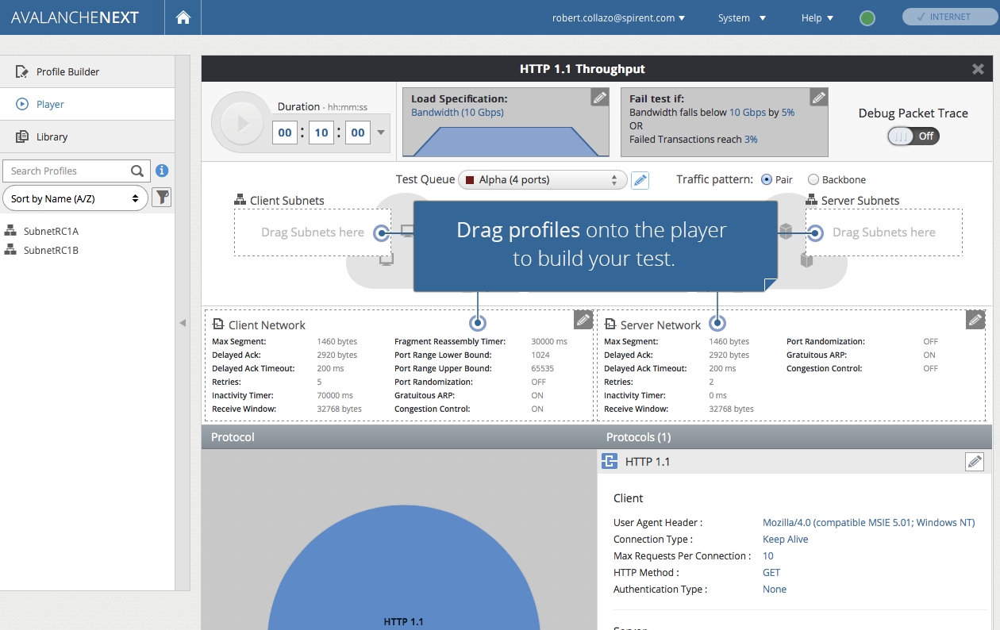 AVALANCHENEXT
robert.collazo@spirent.com
System
Help
INTERNET
Profile Builder
Player
Library
Search Profiles
Sort by Name (A/Z)
SubnetRC1A
SubnetRC1B
HTTP 1.1 Throughput
Duration - hh:mm:ss
00 : 10 : 00
Load Specification:
Bandwidth (10 Gbps)
Fail test if:
Bandwidth falls below 10 Gbps by 5%
OR
Failed Transactions reach 3%
Debug Packet Trace
Off
Test Queue Alpha (4 ports)
Traffic pattern: Pair Backbone
Client Subnets
Drag Subnets here
Server Subnets
Drag Subnets here
Drag profiles onto the player
to build your test.
Client Network
Max Segment: 1460 bytes Fragment Reassembly Timer: 30000 ms
Delayed Ack: 2920 bytes Port Range Lower Bound: 1024
Delayed Ack Timeout: 200 ms Port Range Upper Bound: 65535
Retries: 5 Port Randomization: OFF
Inactivity Timer: 70000 ms Gratuitous ARP: ON
Receive Window: 32768 bytes Congestion Control: ON
Server Network
Max Segment: 1460 bytes Port Randomization: OFF
Delayed Ack: 2920 bytes Gratuitous ARP: ON
Delayed Ack Timeout: 200 ms Congestion Control: OFF
Retries: 2
Inactivity Timer: 0 ms
Receive Window: 32768 bytes
Protocol
HTTP 1.1
Protocols (1)
HTTP 1.1
Client
User Agent Header : Mozilla/4.0 (compatible MSIE 5.01; Windows NT)
Connection Type : Keep Alive
Max Requests Per Connection : 10
HTTP Method : GET
Authentication Type : None